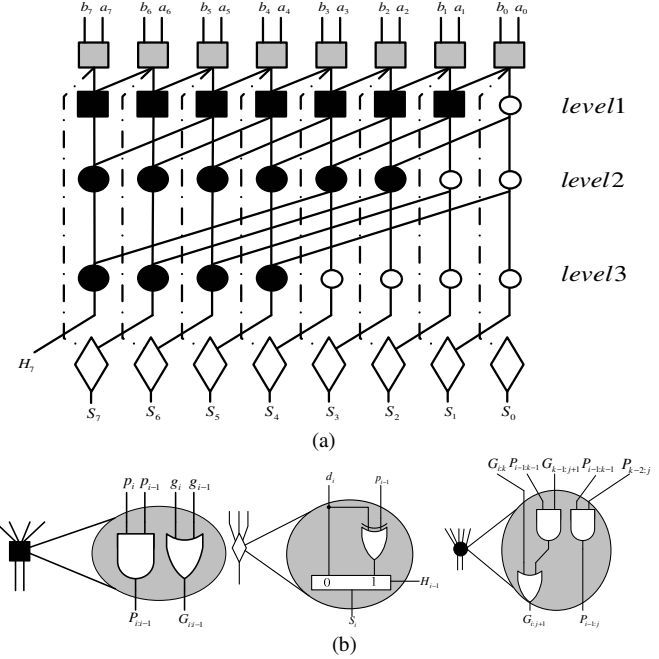 b7 a7 b6 a6 b5 a5 b4 a4 b3 a3 b2 a2 b1 a1 b0 a0
level1
level2
level3
H7
S7 S6 S5 S4 S3 S2 S1 S0
(a)
pi pi-1 gi gi-1 di pi-1 Gi:k Pi-1:k-1 Gk-1:j+1 Pi-1:k-1 Pk-2:j
0 1 Hi-1
Pi:i-1 Gi:i-1 Si Gi:j+1 Pi-1:j
(b)